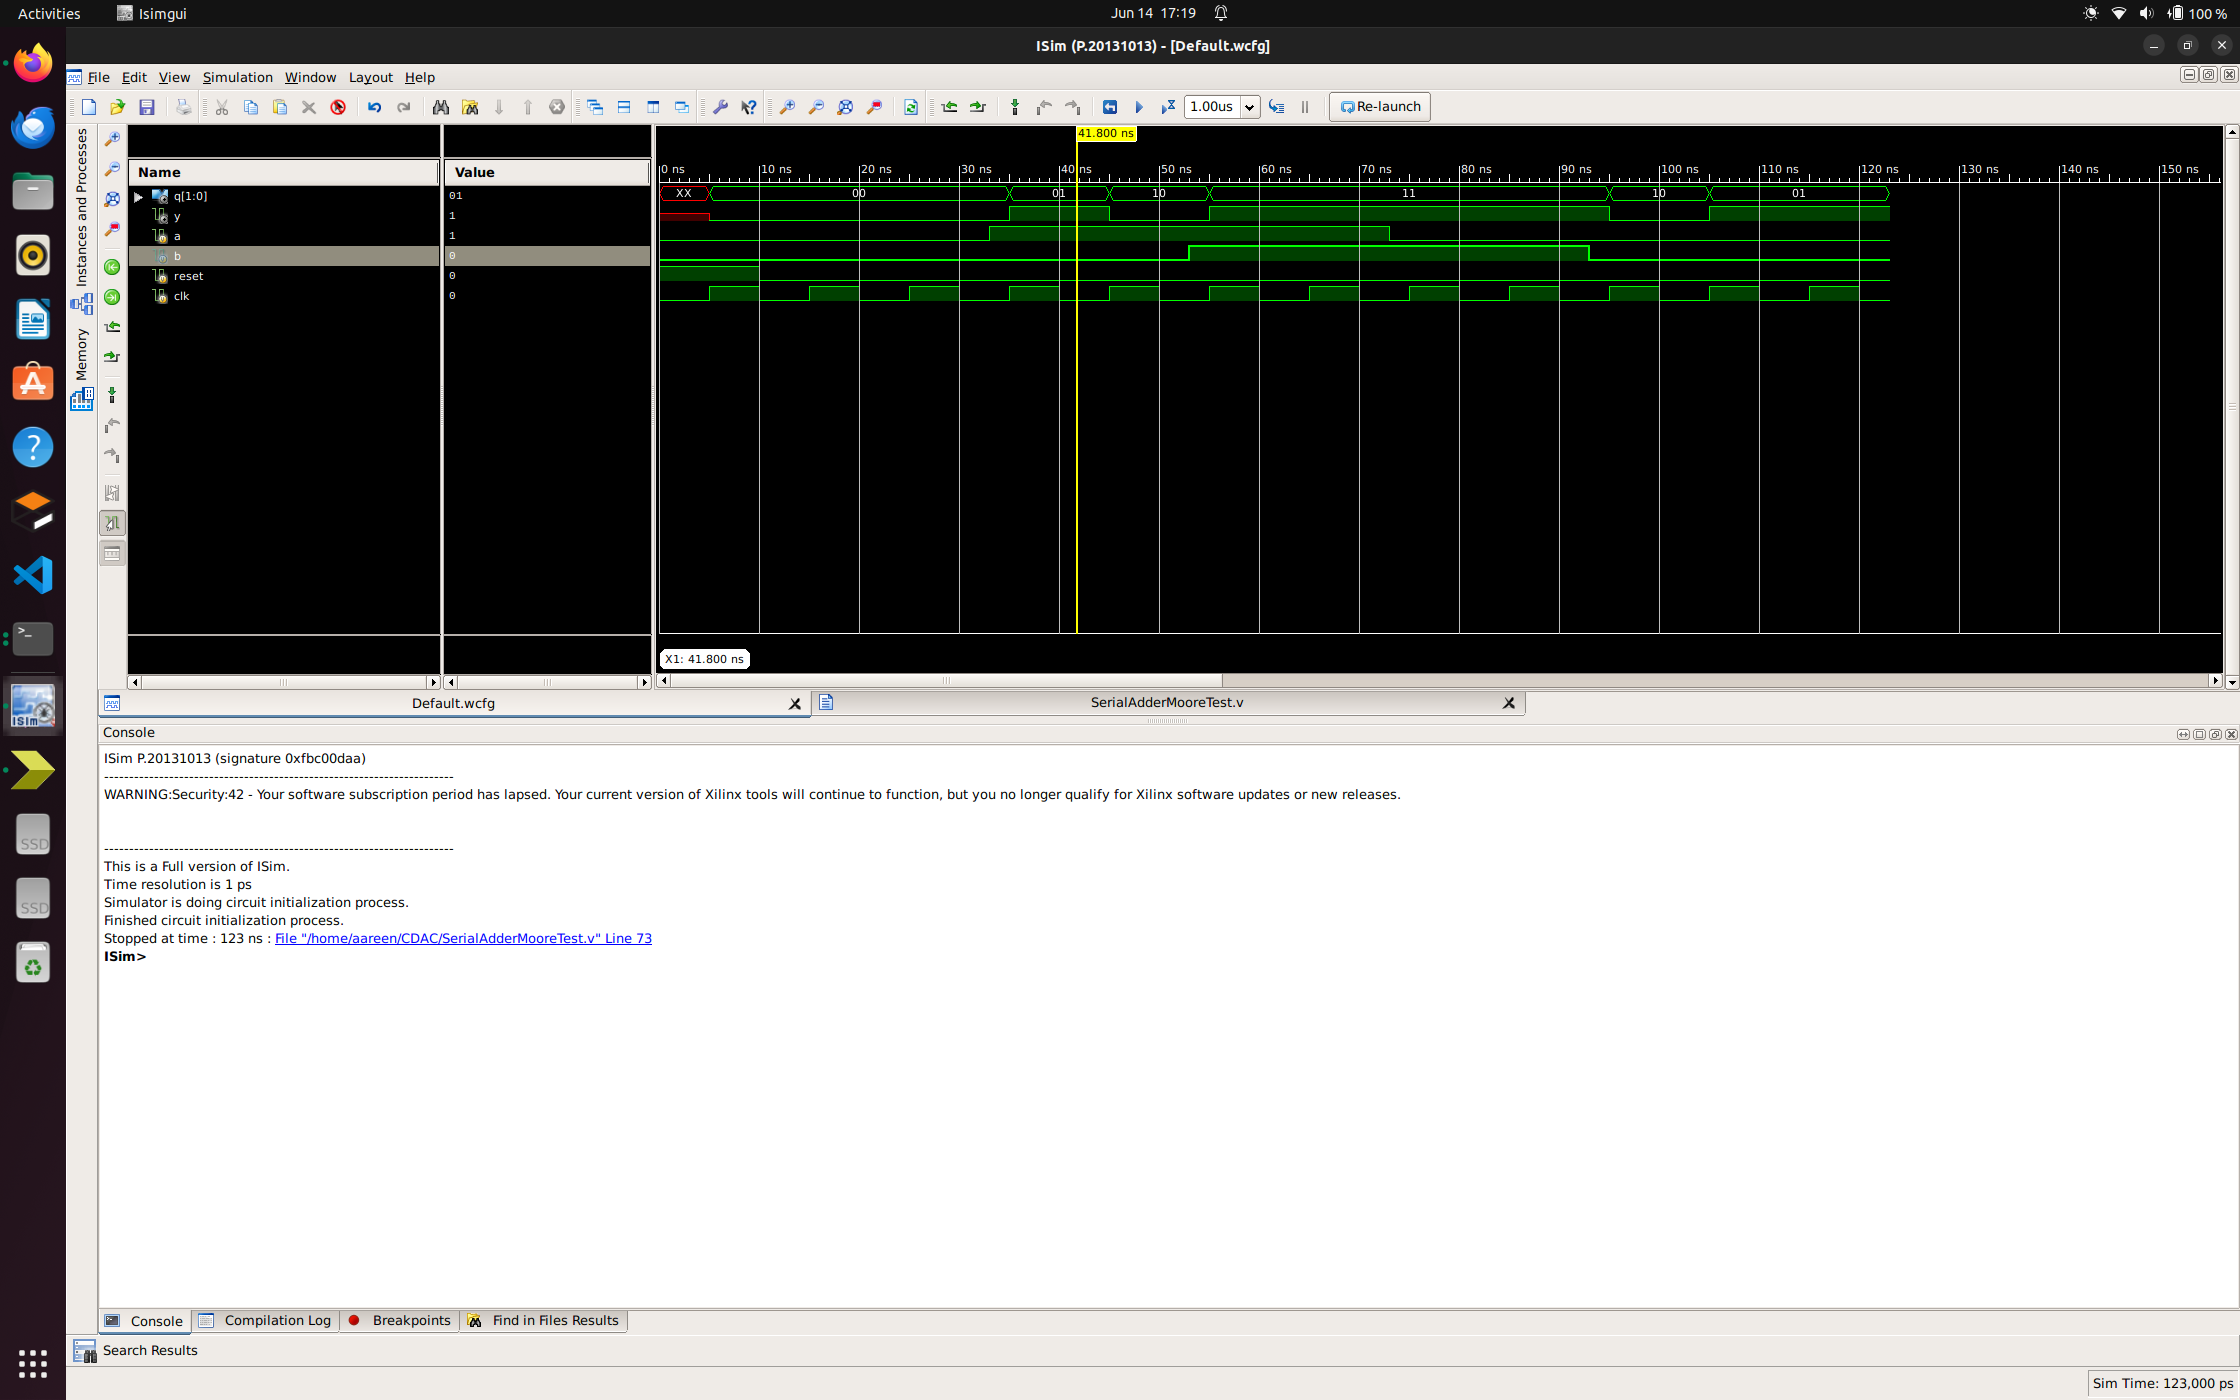 Activities Isimgui Jun 14 17:19 100 %
ISim (P.20131013) - [Default.wcfg]
File Edit View Simulation Window Layout Help
1.00us Re-launch
41.800 ns
Instances and Processes
Memory
Name Value
0 ns 10 ns 20 ns 30 ns 40 ns 50 ns 60 ns 70 ns 80 ns 90 ns 100 ns 110 ns 120 ns 130 ns 140 ns 150 ns
q[1:0] 01 XX 00 01 10 11 10 01
y 1
a 1
b 0
reset 0
clk 0
X1: 41.800 ns
Default.wcfg SerialAdderMooreTest.v
Console
ISim P.20131013 (signature 0xfbc00daa)
----------------------------------------------------------------------
WARNING:Security:42 - Your software subscription period has lapsed. Your current version of Xilinx tools will continue to function, but you no longer qualify for Xilinx software updates or new releases.
----------------------------------------------------------------------
This is a Full version of ISim.
Time resolution is 1 ps
Simulator is doing circuit initialization process.
Finished circuit initialization process.
Stopped at time : 123 ns : File "/home/aareen/CDAC/SerialAdderMooreTest.v" Line 73
ISim>
Console Compilation Log Breakpoints Find in Files Results
Search Results
Sim Time: 123,000 ps
ISim
SSD
SSD